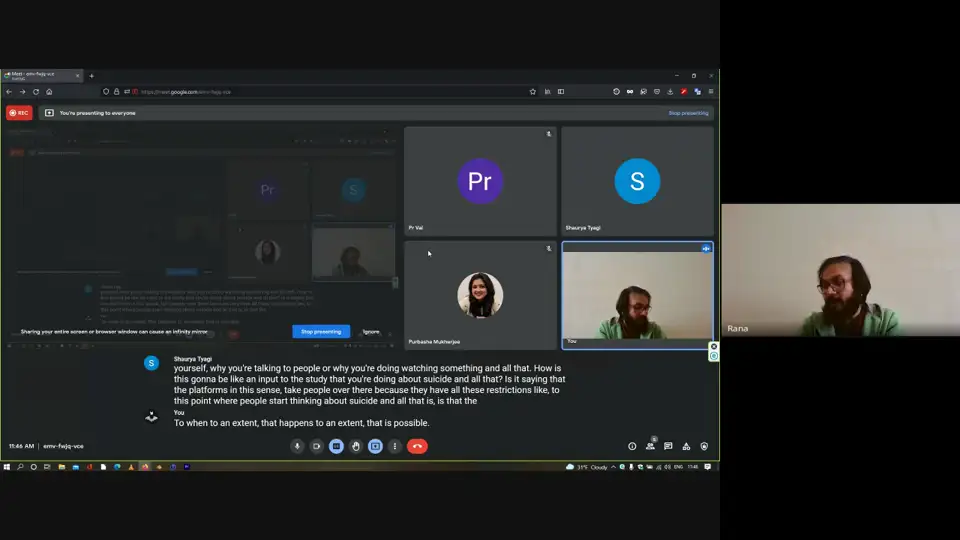 Meet - emv-fwjq-vce
https://meet.google.com/emv-fwjq-vce
REC
You're presenting to everyone
Stop presenting
Pr
Pr Val
S
Shaurya Tyagi
Purbasha Mukherjee
You
Rana
Pr
S
Sharing your entire screen or browser window can cause an infinity mirror.
Stop presenting
Ignore
S
Shaurya Tyagi
yourself, why you're talking to people or why you're doing watching something and all that. How is
this gonna be like an input to the study that you're doing about suicide and all that? Is it saying that
the platforms in this sense, take people over there because they have all these restrictions like, to
this point where people start thinking about suicide and all that is, is that the
You
To when to an extent, that happens to an extent, that is possible.
11:46 AM | emv-fwjq-vce
31°F Cloudy
ENG
11:46